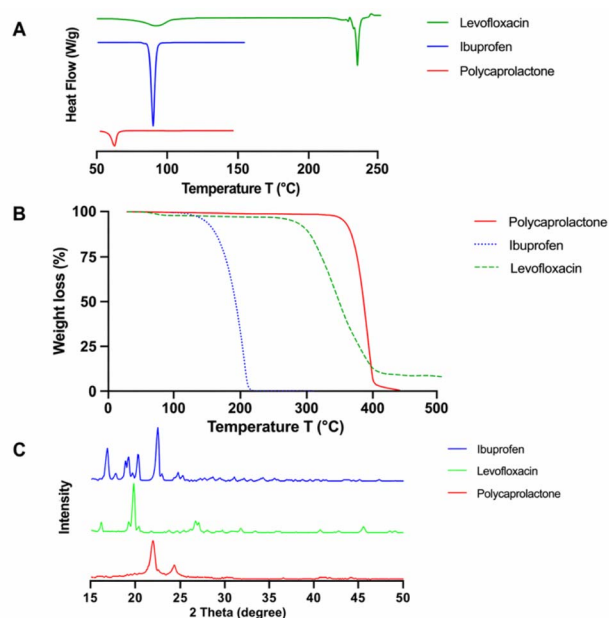 A
Heat Flow (W/g)
Levofloxacin
Ibuprofen
Polycaprolactone
50 100 150 200 250
Temperature T (°C)
B
Weight loss (%)
100
75
50
25
0
Polycaprolactone
Ibuprofen
Levofloxacin
100 200 300 400 500
Temperature T (°C)
C
Intensity
Ibuprofen
Levofloxacin
Polycaprolactone
15 20 25 30 35 40 45 50
2 Theta (degree)